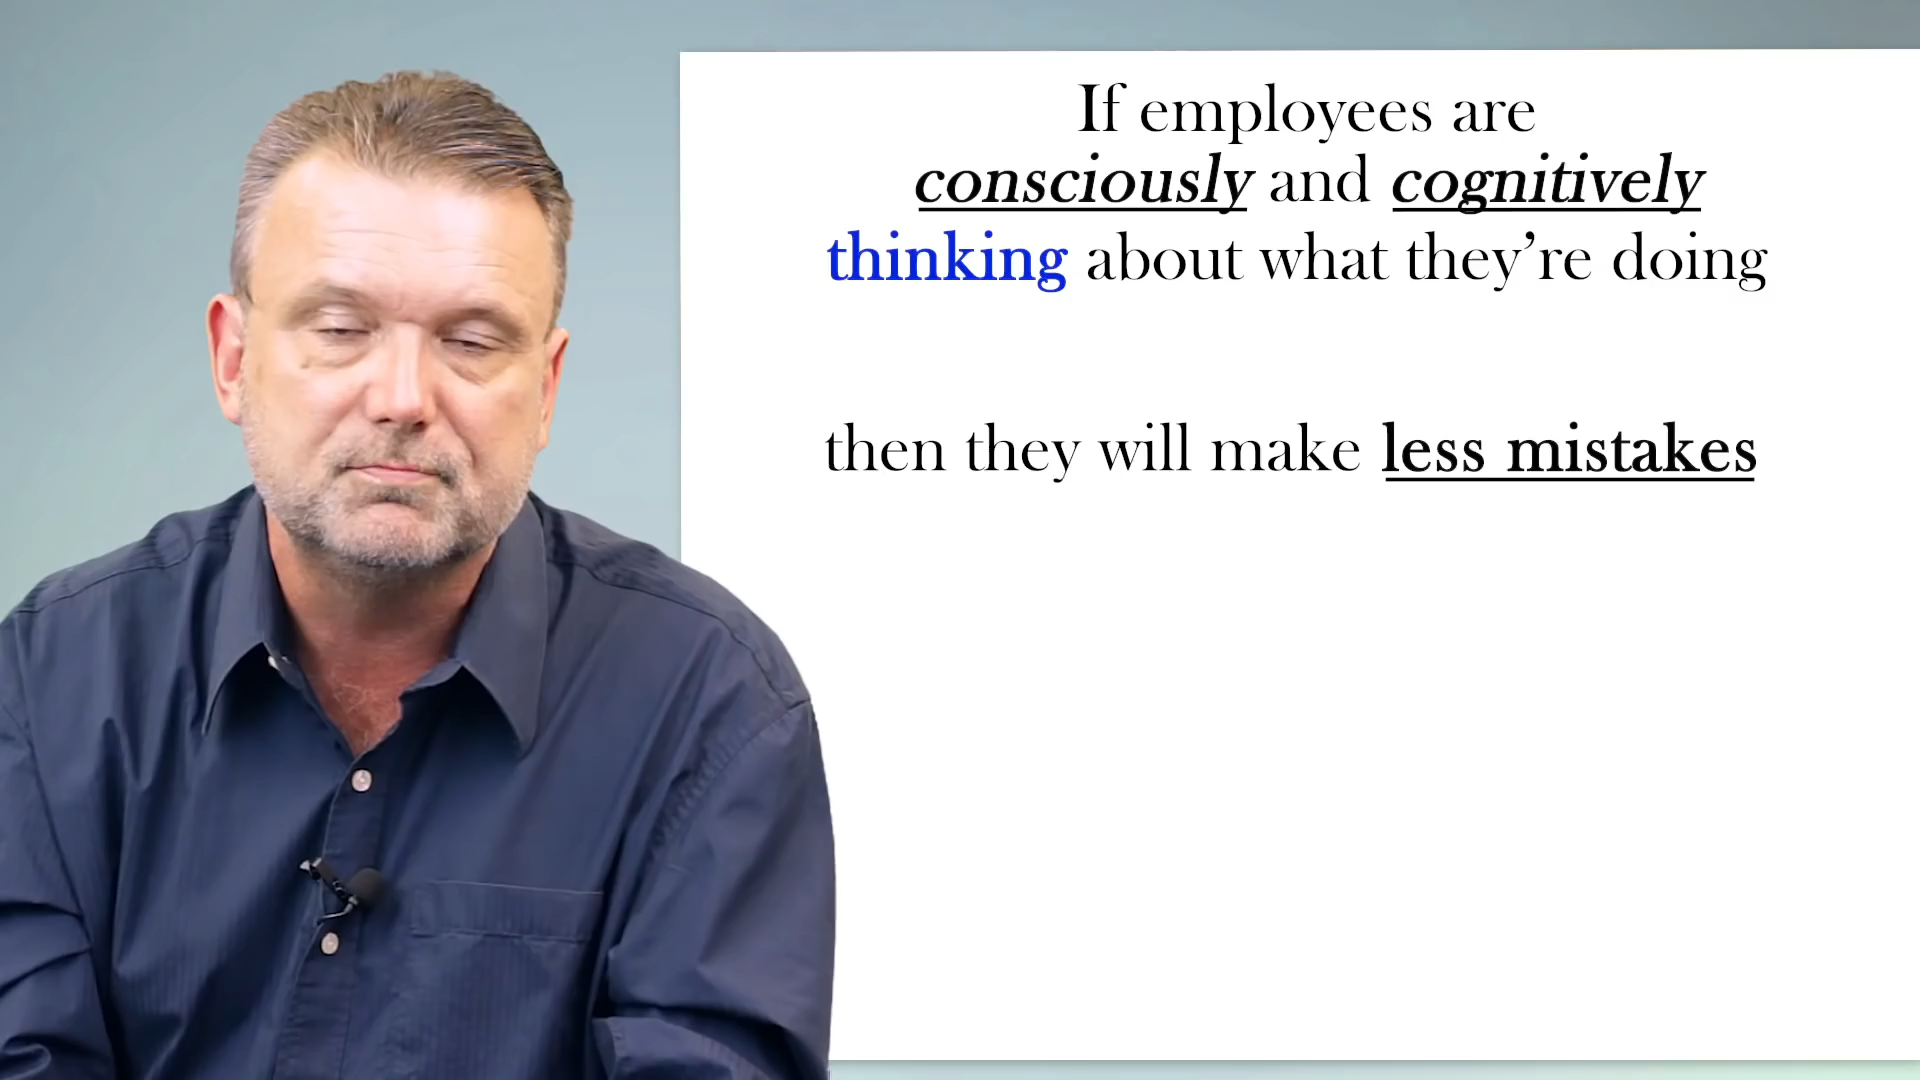 If employees are
consciously and cognitively
thinking about what they’re doing
then they will make less mistakes